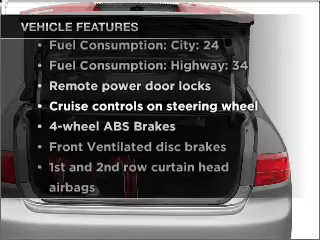 VEHICLE FEATURES
• Fuel Consumption: City: 24
• Fuel Consumption: Highway: 34
• Remote power door locks
• Cruise controls on steering wheel
• 4-wheel ABS Brakes
• Front Ventilated disc brakes
• 1st and 2nd row curtain head
airbags